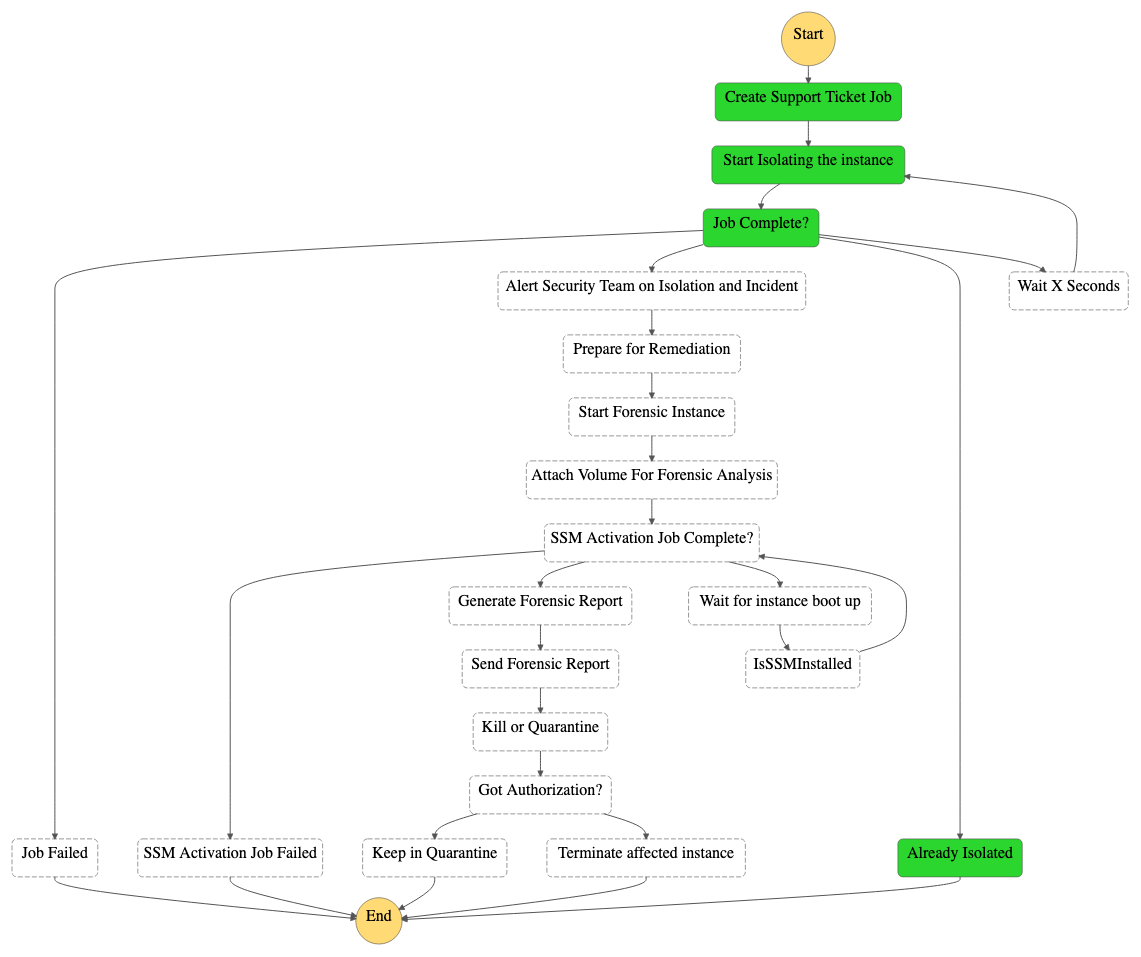 Start
Create Support Ticket Job
Start Isolating the instance
Job Complete?
Alert Security Team on Isolation and Incident
Wait X Seconds
Prepare for Remediation
Start Forensic Instance
Attach Volume For Forensic Analysis
SSM Activation Job Complete?
Generate Forensic Report
Wait for instance boot up
Send Forensic Report
IsSSMInstalled
Kill or Quarantine
Got Authorization?
Job Failed
SSM Activation Job Failed
Keep in Quarantine
Terminate affected instance
Already Isolated
End